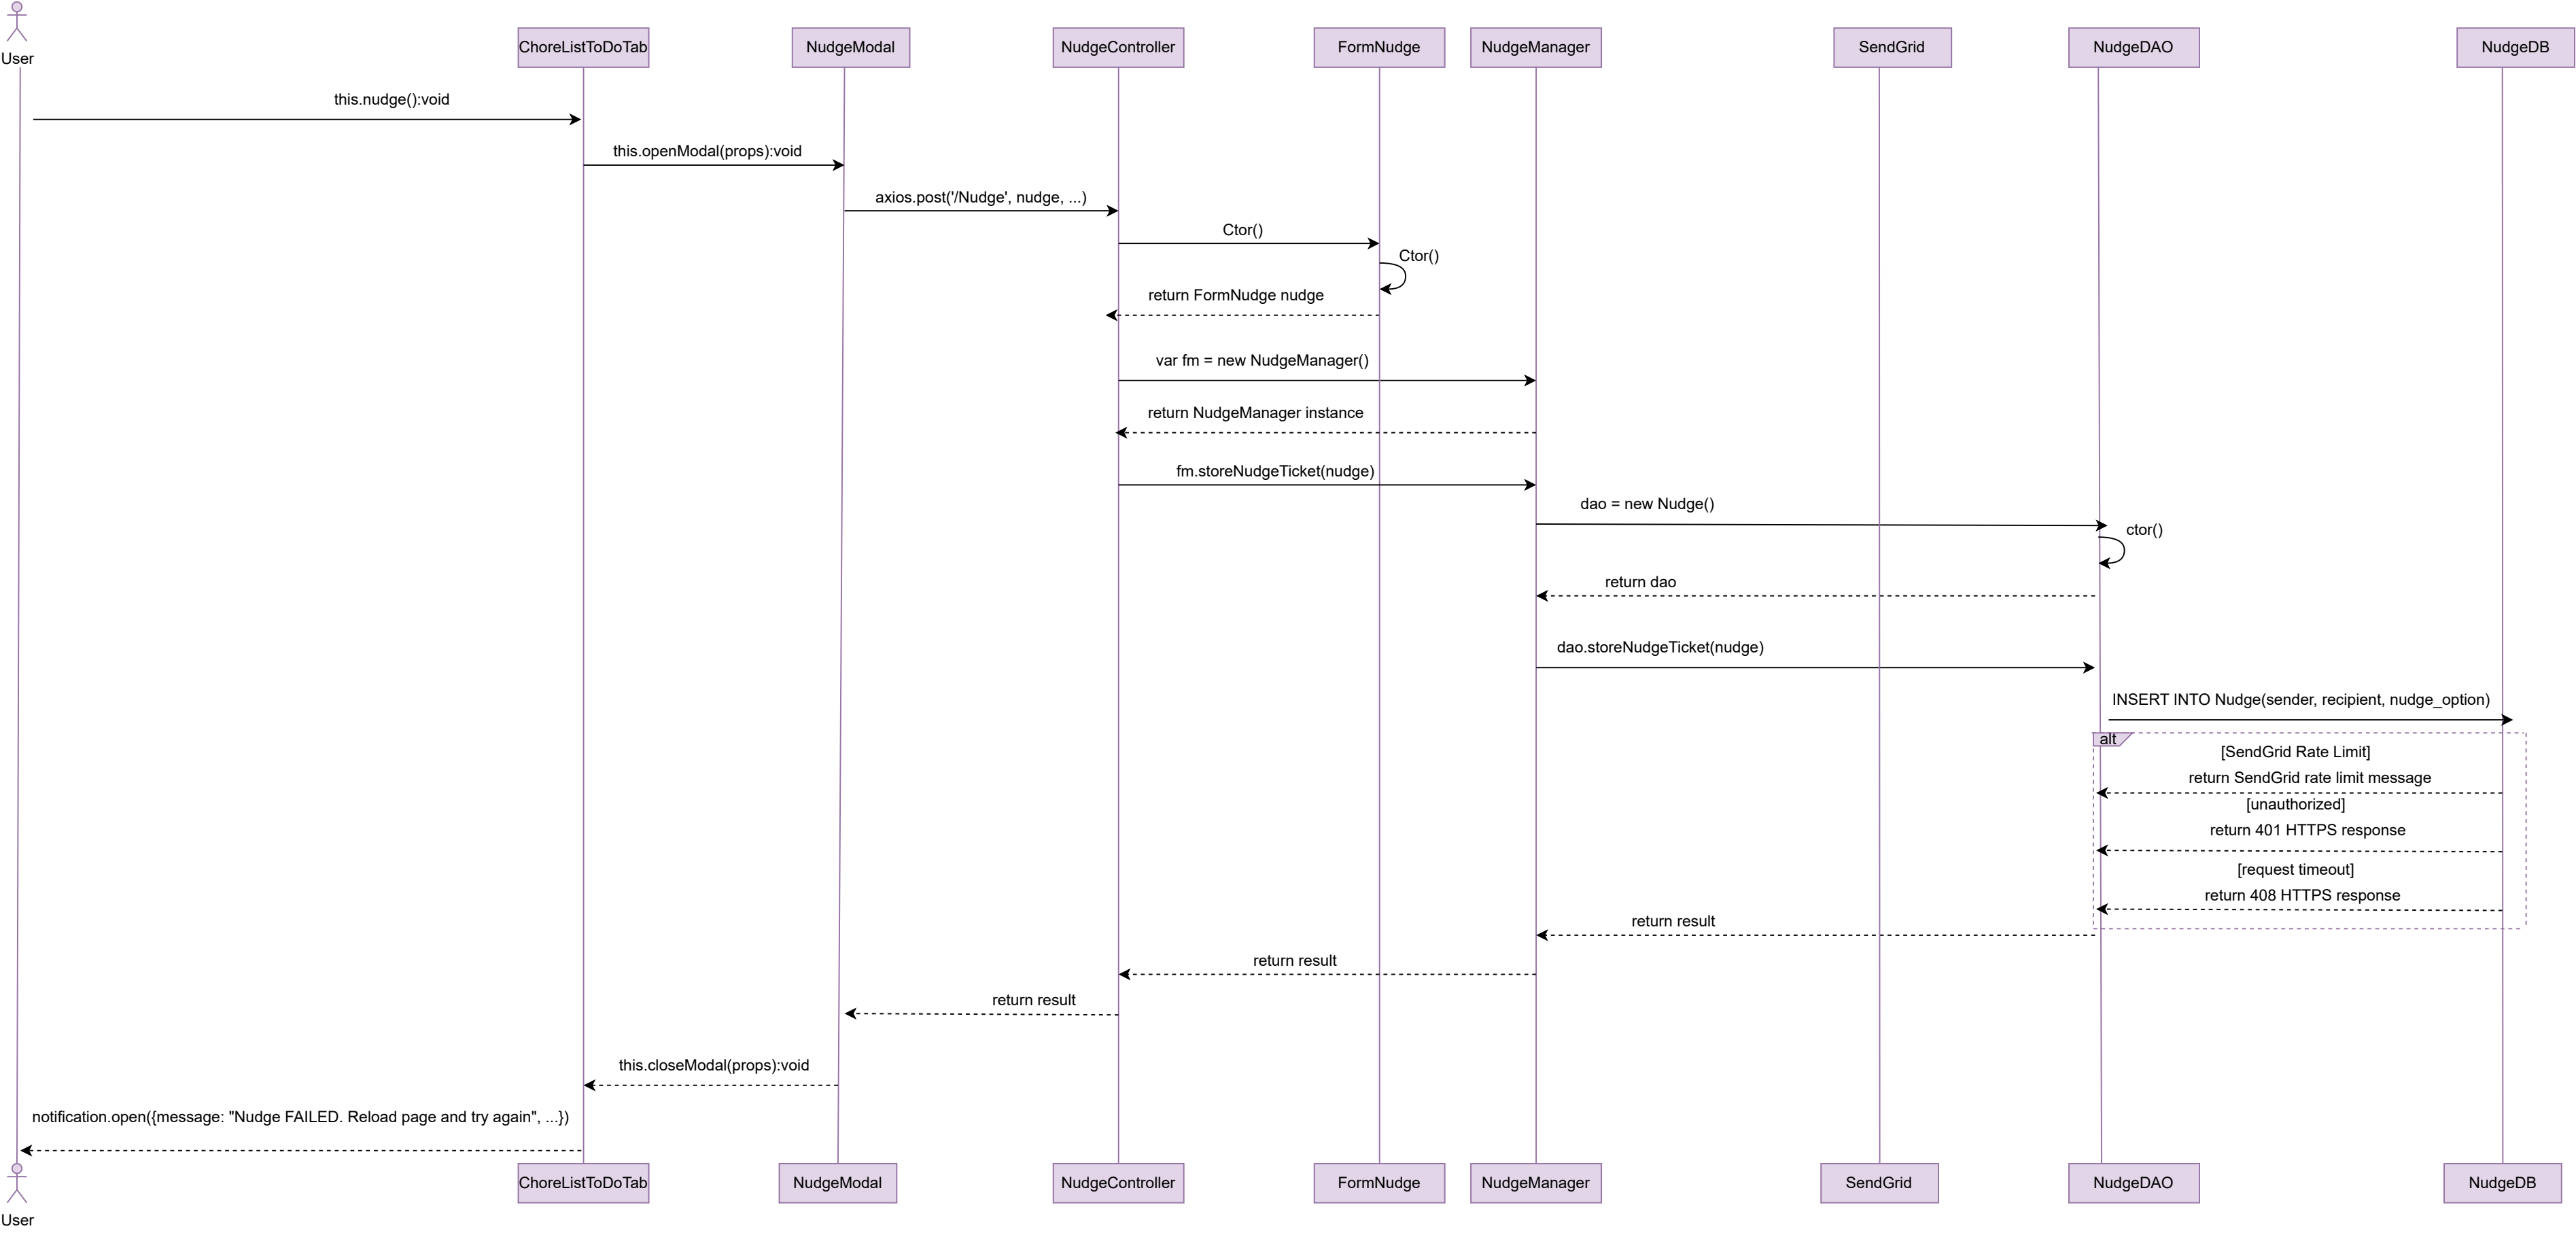 User
ChoreListToDoTab
NudgeModal
NudgeController
FormNudge
NudgeManager
SendGrid
NudgeDAO
NudgeDB
this.nudge():void
this.openModal(props):void
axios.post('/Nudge', nudge, ...)
Ctor()
Ctor()
return FormNudge nudge
var fm = new NudgeManager()
return NudgeManager instance
fm.storeNudgeTicket(nudge)
dao = new Nudge()
ctor()
return dao
dao.storeNudgeTicket(nudge)
INSERT INTO Nudge(sender, recipient, nudge_option)
alt
[SendGrid Rate Limit]
return SendGrid rate limit message
[unauthorized]
return 401 HTTPS response
[request timeout]
return 408 HTTPS response
return result
return result
return result
this.closeModal(props):void
notification.open({message: "Nudge FAILED. Reload page and try again", ...})
ChoreListToDoTab
NudgeModal
NudgeController
FormNudge
NudgeManager
SendGrid
NudgeDAO
NudgeDB
User